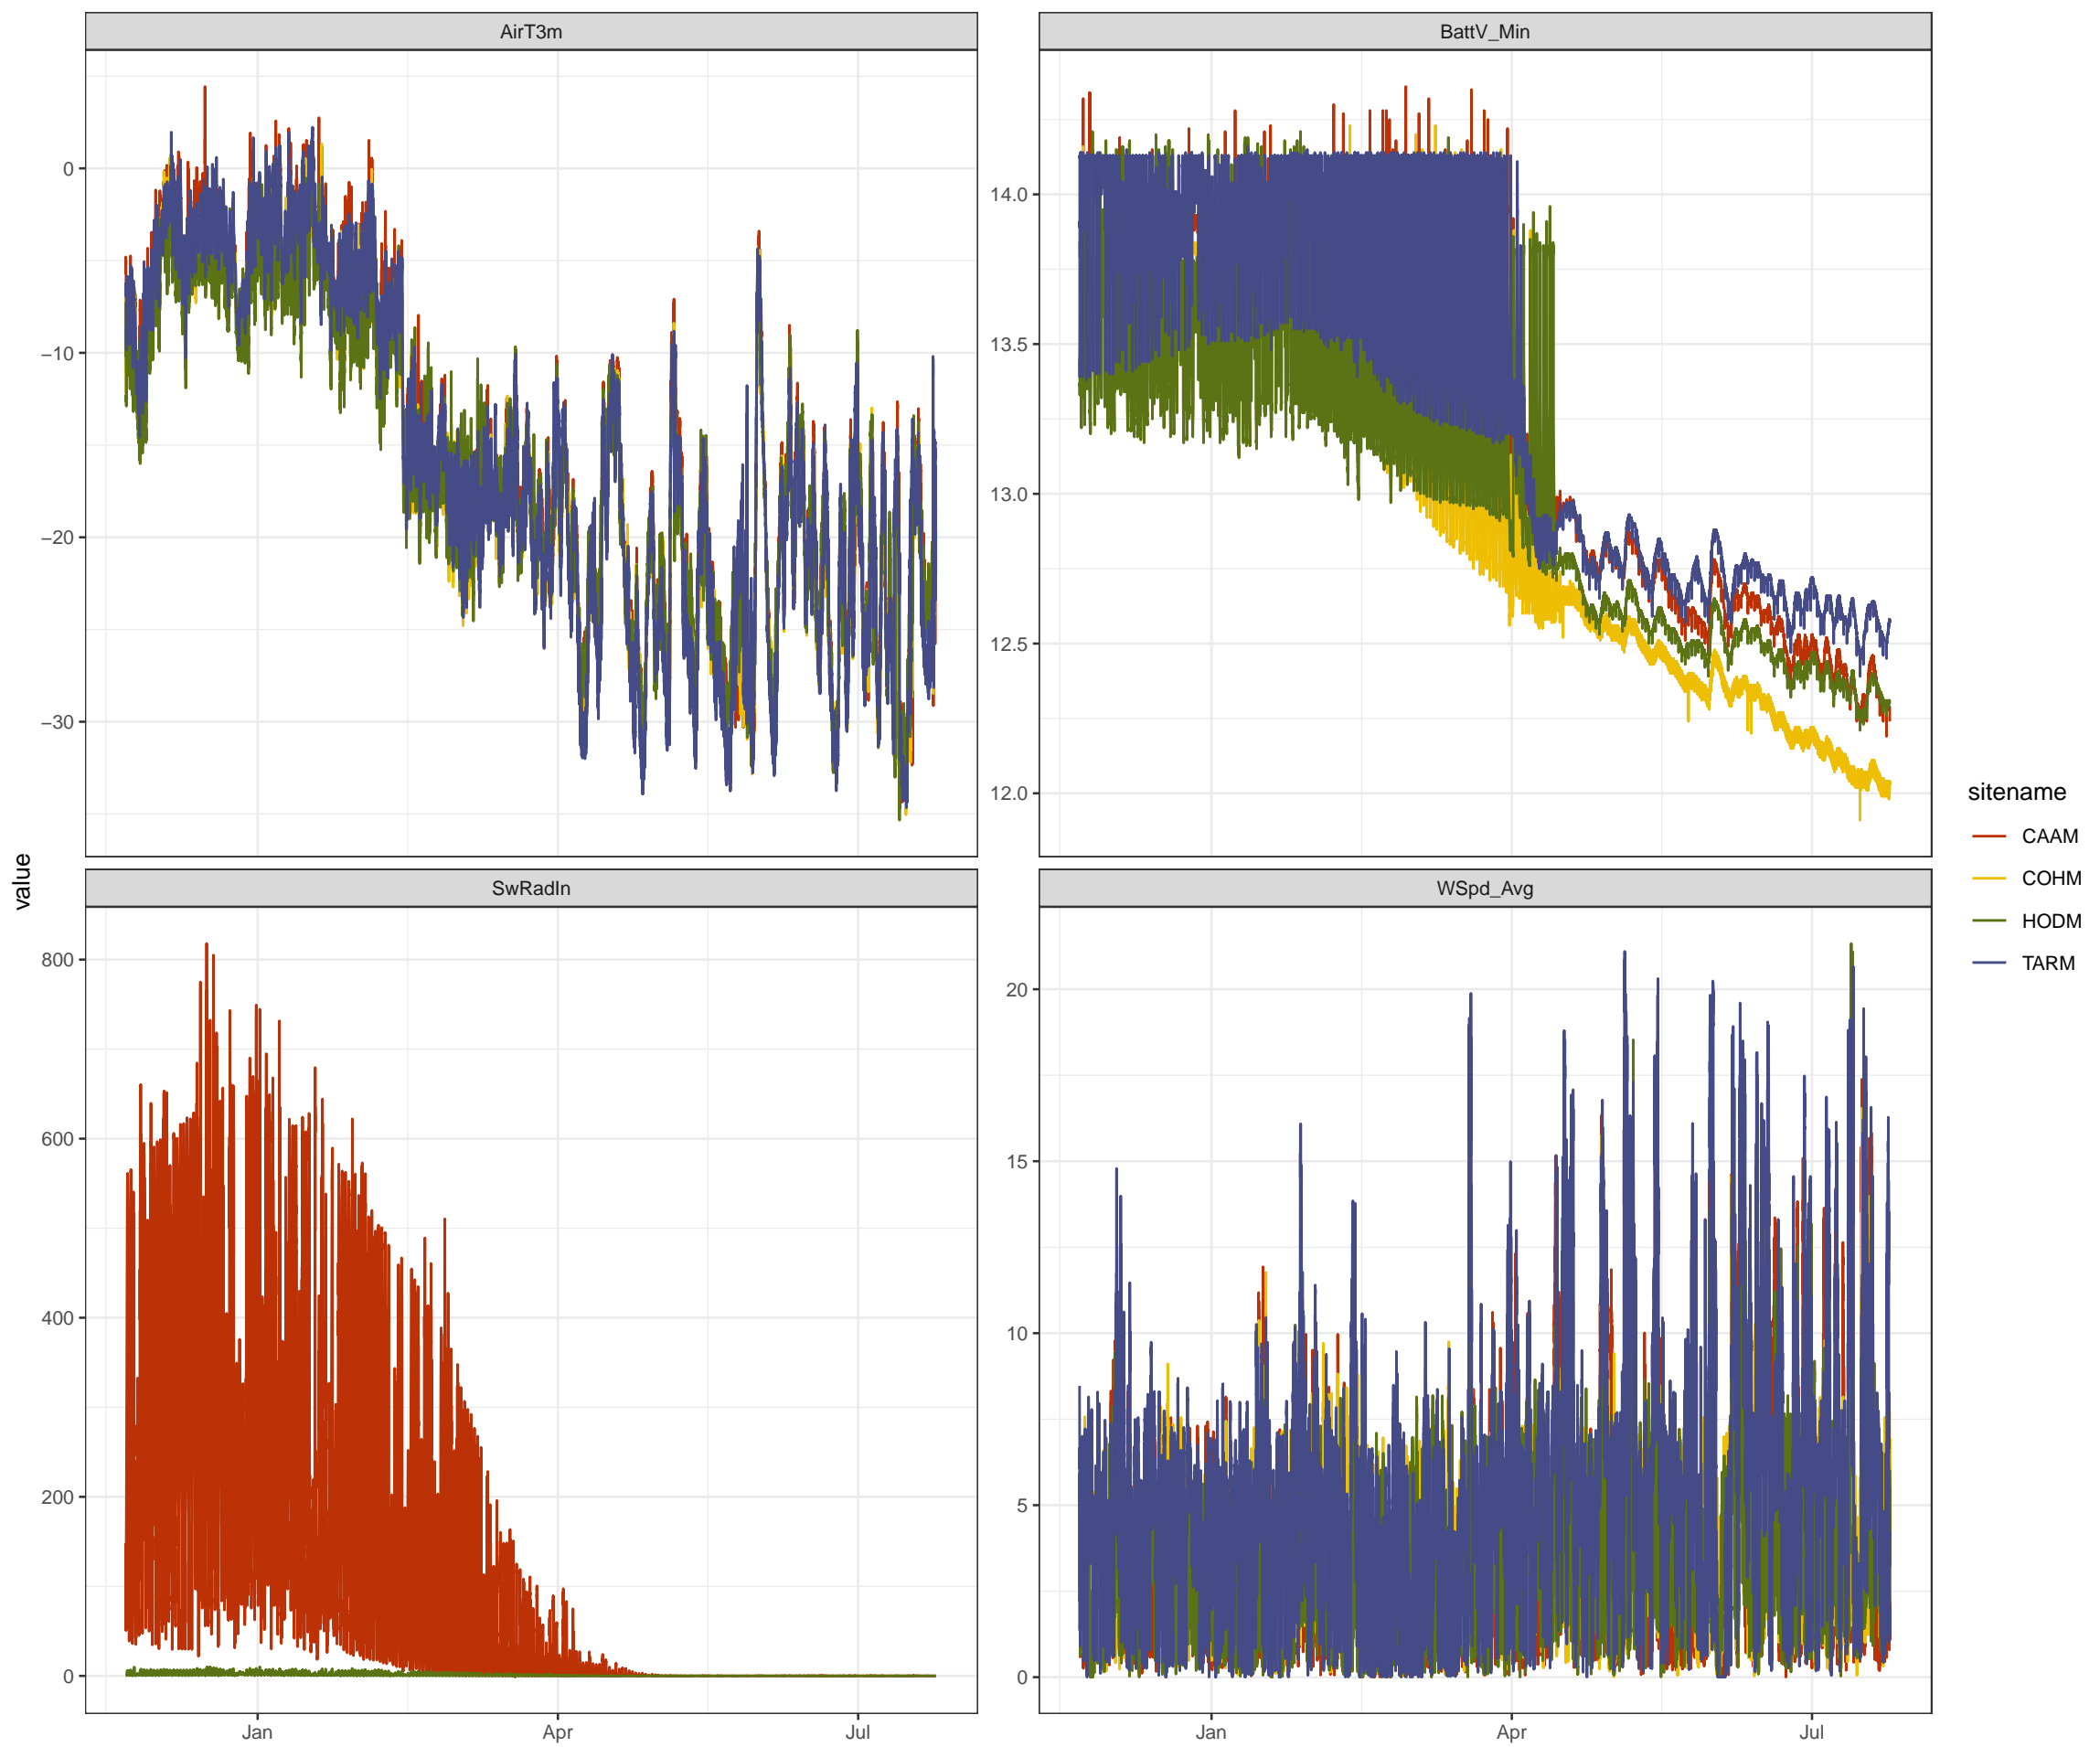 AirT3m
BattV_Min
0
−10
−20
−30
14.0
13.5
13.0
12.5
12.0
value
SwRadIn
WSpd_Avg
800
600
400
200
0
20
15
10
5
0
Jan Apr Jul
Jan Apr Jul
sitename
CAAM
COHM
HODM
TARM